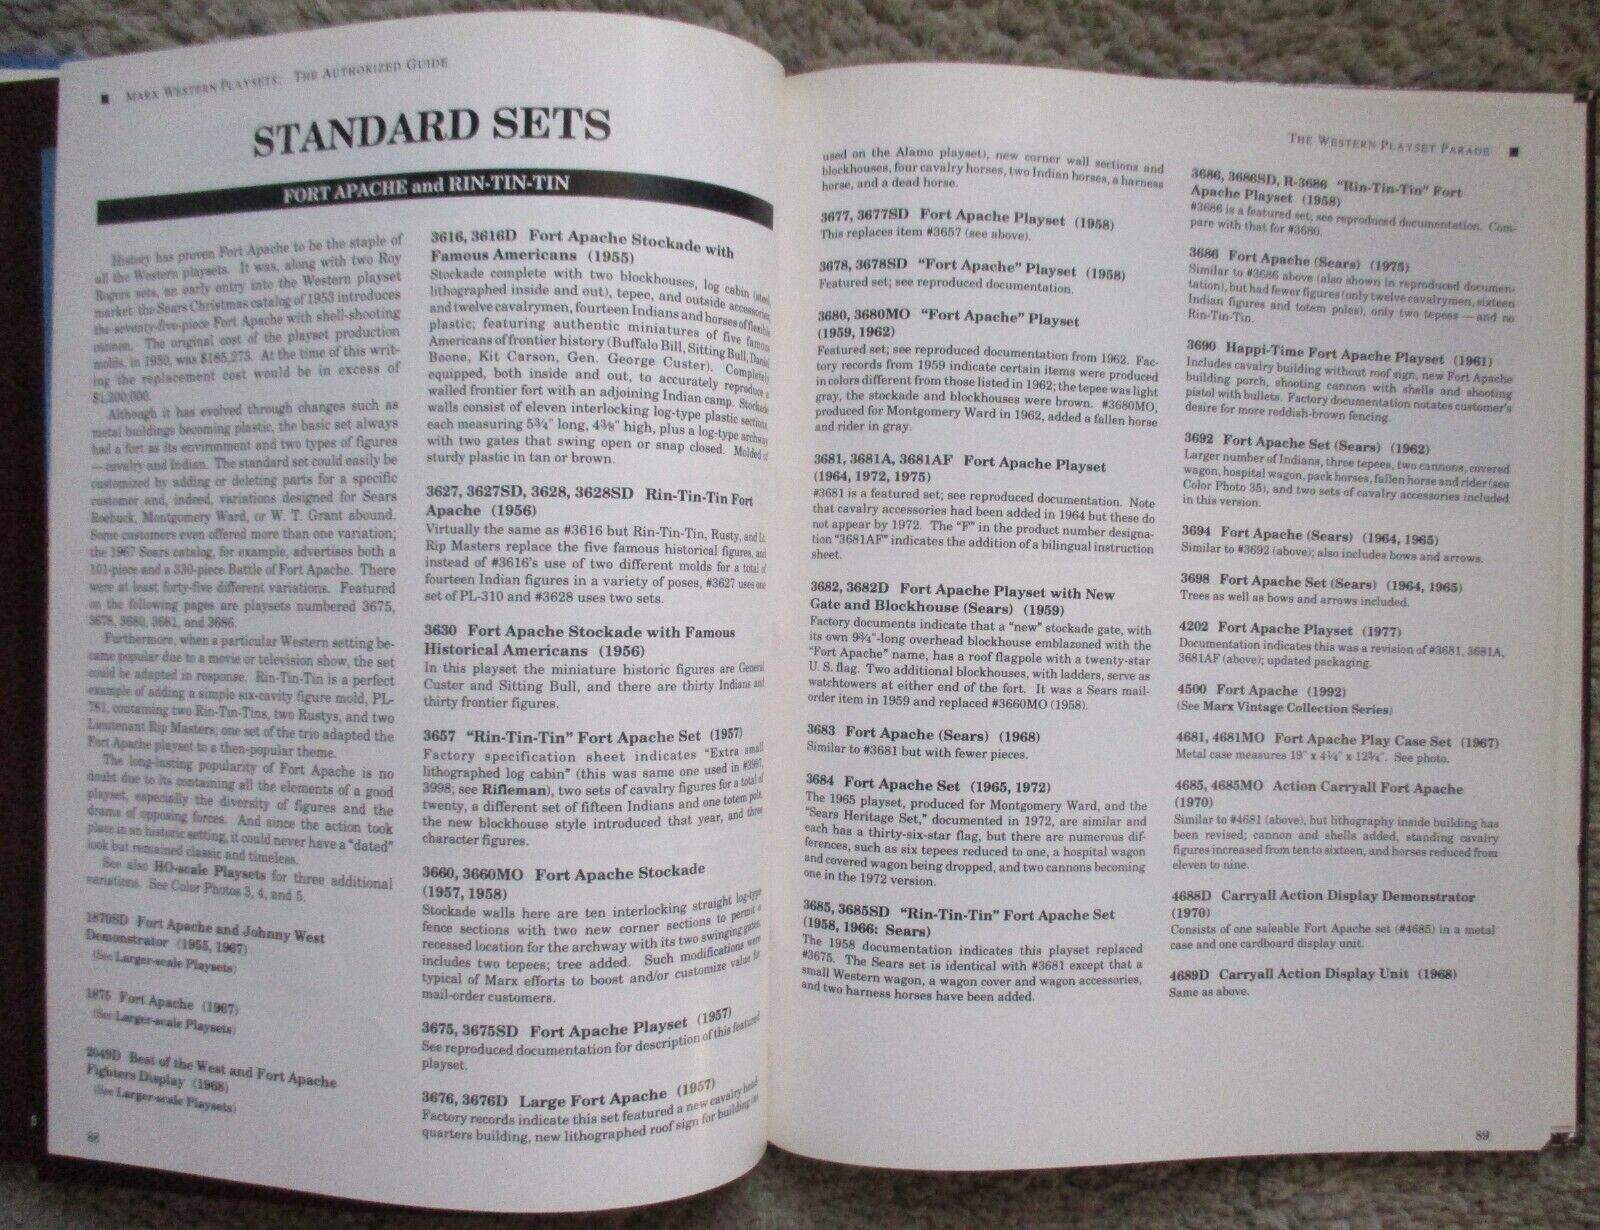 MARX WESTERN PLAYSETS: THE AUTHORIZED GUIDE
STANDARD SETS
FORT APACHE and RIN-TIN-TIN
History has proven Fort Apache to be the staple of
all the Western playsets. It was, along with two Roy
Rogers sets, an early entry into the Western playset
market: the Sears Christmas catalog of 1953 introduces
the seventy-five-piece Fort Apache with shell-shooting
cannon. The original cost of the playset production
molds, in 1950, was $185,273. At the time of this writ-
ing the replacement cost would be in excess of
$1,200,000.
Although it has evolved through changes such as
metal buildings becoming plastic, the basic set always
had a fort as its environment and two types of figures
—cavalry and Indian. The standard set could easily be
customized by adding or deleting parts for a specific
customer and, indeed, variations designed for Sears
Roebuck, Montgomery Ward, or W. T. Grant abound.
Some customers even offered more than one variation;
the 1967 Sears catalog, for example, advertises both a
101-piece and a 330-piece Battle of Fort Apache. There
were at least forty-five different variations. Featured
on the following pages are playsets numbered 3675,
3678, 3680, 3681, and 3686.
Furthermore, when a particular Western setting be-
came popular due to a movie or television show, the set
could be adapted in response. Rin-Tin-Tin is a perfect
example of adding a simple six-cavity figure mold, PL-
781, containing two Rin-Tin-Tins, two Rustys, and two
Lieutenant Rip Masters; one set of the trio adapted the
Fort Apache playset to a then-popular theme.
The long-lasting popularity of Fort Apache is no
doubt due to its containing all the elements of a good
playset, especially the diversity of figures and the
drama of opposing forces. And since the action took
place in an historic setting, it could never have a "dated"
look but remained classic and timeless.
See also HO-scale Playsets for three additional
variations. See Color Photos 3, 4, and 5.
1870SD Fort Apache and Johnny West
Demonstrator (1955, 1967)
(See Larger-scale Playsets)
1875 Fort Apache (1967)
(See Larger-scale Playsets)
2049D Best of the West and Fort Apache
Fighters Display (1968)
(See Larger-scale Playsets)
88
3616, 3616D Fort Apache Stockade with
Famous Americans (1955)
Stockade complete with two blockhouses, log cabin (steel,
lithographed inside and out), tepee, and outside accessories
and twelve cavalrymen, fourteen Indians and horses of flexible
plastic; featuring authentic miniatures of five famous
Americans of frontier history (Buffalo Bill, Sitting Bull, Daniel
Boone, Kit Carson, Gen. George Custer). Completely
equipped, both inside and out, to accurately reproduce a
walled frontier fort with an adjoining Indian camp. Stockade
walls consist of eleven interlocking log-type plastic sections,
each measuring 5¾" long, 4⅜" high, plus a log-type archway
with two gates that swing open or snap closed. Molded of
sturdy plastic in tan or brown.
3627, 3627SD, 3628, 3628SD Rin-Tin-Tin Fort
Apache (1956)
Virtually the same as #3616 but Rin-Tin-Tin, Rusty, and Lt.
Rip Masters replace the five famous historical figures, and
instead of #3616's use of two different molds for a total of
fourteen Indian figures in a variety of poses, #3627 uses one
set of PL-310 and #3628 uses two sets.
3630 Fort Apache Stockade with Famous
Historical Americans (1956)
In this playset the miniature historic figures are General
Custer and Sitting Bull, and there are thirty Indians and
thirty frontier figures.
3657 "Rin-Tin-Tin" Fort Apache Set (1957)
Factory specification sheet indicates "Extra small
lithographed log cabin" (this was same one used in #3997,
3998; see Rifleman), two sets of cavalry figures for a total of
twenty, a different set of fifteen Indians and one totem pole,
the new blockhouse style introduced that year, and three
character figures.
3660, 3660MO Fort Apache Stockade
(1957, 1958)
Stockade walls here are ten interlocking straight log-type
fence sections with two new corner sections to permit a
recessed location for the archway with its two swinging gates;
includes two tepees; tree added. Such modifications were
typical of Marx efforts to boost and/or customize value for
mail-order customers.
3675, 3675SD Fort Apache Playset (1957)
See reproduced documentation for description of this featured
playset.
3676, 3676D Large Fort Apache (1957)
Factory records indicate this set featured a new cavalry head-
quarters building, new lithographed roof sign for building (as
THE WESTERN PLAYSET PARADE
used on the Alamo playset), new corner wall sections and
blockhouses, four cavalry horses, two Indian horses, a harness
horse, and a dead horse.
3677, 3677SD Fort Apache Playset (1958)
This replaces item #3657 (see above).
3678, 3678SD "Fort Apache" Playset (1958)
Featured set; see reproduced documentation.
3680, 3680MO "Fort Apache" Playset
(1959, 1962)
Featured set; see reproduced documentation from 1962. Fac-
tory records from 1959 indicate certain items were produced
in colors different from those listed in 1962; the tepee was light
gray, the stockade and blockhouses were brown. #3680MO,
produced for Montgomery Ward in 1962, added a fallen horse
and rider in gray.
3681, 3681A, 3681AF Fort Apache Playset
(1964, 1972, 1975)
#3681 is a featured set; see reproduced documentation. Note
that cavalry accessories had been added in 1964 but these do
not appear by 1972. The "F" in the product number designa-
tion "3681AF" indicates the addition of a bilingual instruction
sheet.
3682, 3682D Fort Apache Playset with New
Gate and Blockhouse (Sears) (1959)
Factory documents indicate that a "new" stockade gate, with
its own 9¾"-long overhead blockhouse emblazoned with the
"Fort Apache" name, has a roof flagpole with a twenty-star
U. S. flag. Two additional blockhouses, with ladders, serve as
watchtowers at either end of the fort. It was a Sears mail-
order item in 1959 and replaced #3660MO (1958).
3683 Fort Apache (Sears) (1968)
Similar to #3681 but with fewer pieces.
3684 Fort Apache Set (1965, 1972)
The 1965 playset, produced for Montgomery Ward, and the
"Sears Heritage Set," documented in 1972, are similar and
each has a thirty-six-star flag, but there are numerous dif-
ferences, such as six tepees reduced to one, a hospital wagon
and covered wagon being dropped, and two cannons becoming
one in the 1972 version.
3685, 3685SD "Rin-Tin-Tin" Fort Apache Set
(1958, 1966: Sears)
The 1958 documentation indicates this playset replaced
#3675. The Sears set is identical with #3681 except that a
small Western wagon, a wagon cover and wagon accessories,
and two harness horses have been added.
3686, 3686SD, R-3686 "Rin-Tin-Tin" Fort
Apache Playset (1958)
#3686 is a featured set; see reproduced documentation. Com-
pare with that for #3680.
3686 Fort Apache (Sears) (1975)
Similar to #3686 above (also shown in reproduced documen-
tation), but had fewer figures (only twelve cavalrymen, sixteen
Indian figures and totem poles), only two tepees — and no
Rin-Tin-Tin.
3690 Happi-Time Fort Apache Playset (1961)
Includes cavalry building without roof sign, new Fort Apache
building porch, shooting cannon with shells and shooting
pistol with bullets. Factory documentation notates customer's
desire for more reddish-brown fencing.
3692 Fort Apache Set (Sears) (1962)
Larger number of Indians, three tepees, two cannons, covered
wagon, hospital wagon, pack horses, fallen horse and rider (see
Color Photo 35), and two sets of cavalry accessories included
in this version.
3694 Fort Apache (Sears) (1964, 1965)
Similar to #3692 (above); also includes bows and arrows.
3698 Fort Apache Set (Sears) (1964, 1965)
Trees as well as bows and arrows included.
4202 Fort Apache Playset (1977)
Documentation indicates this was a revision of #3681, 3681A,
3681AF (above); updated packaging.
4500 Fort Apache (1992)
(See Marx Vintage Collection Series)
4681, 4681MO Fort Apache Play Case Set (1967)
Metal case measures 19" x 4¼" x 12¾". See photo.
4685, 4685MO Action Carryall Fort Apache
(1970)
Similar to #4681 (above), but lithography inside building has
been revised; cannon and shells added, standing cavalry
figures increased from ten to sixteen, and horses reduced from
eleven to nine.
4688D Carryall Action Display Demonstrator
(1970)
Consists of one saleable Fort Apache set (#4685) in a metal
case and one cardboard display unit.
4689D Carryall Action Display Unit (1968)
Same as above.
89